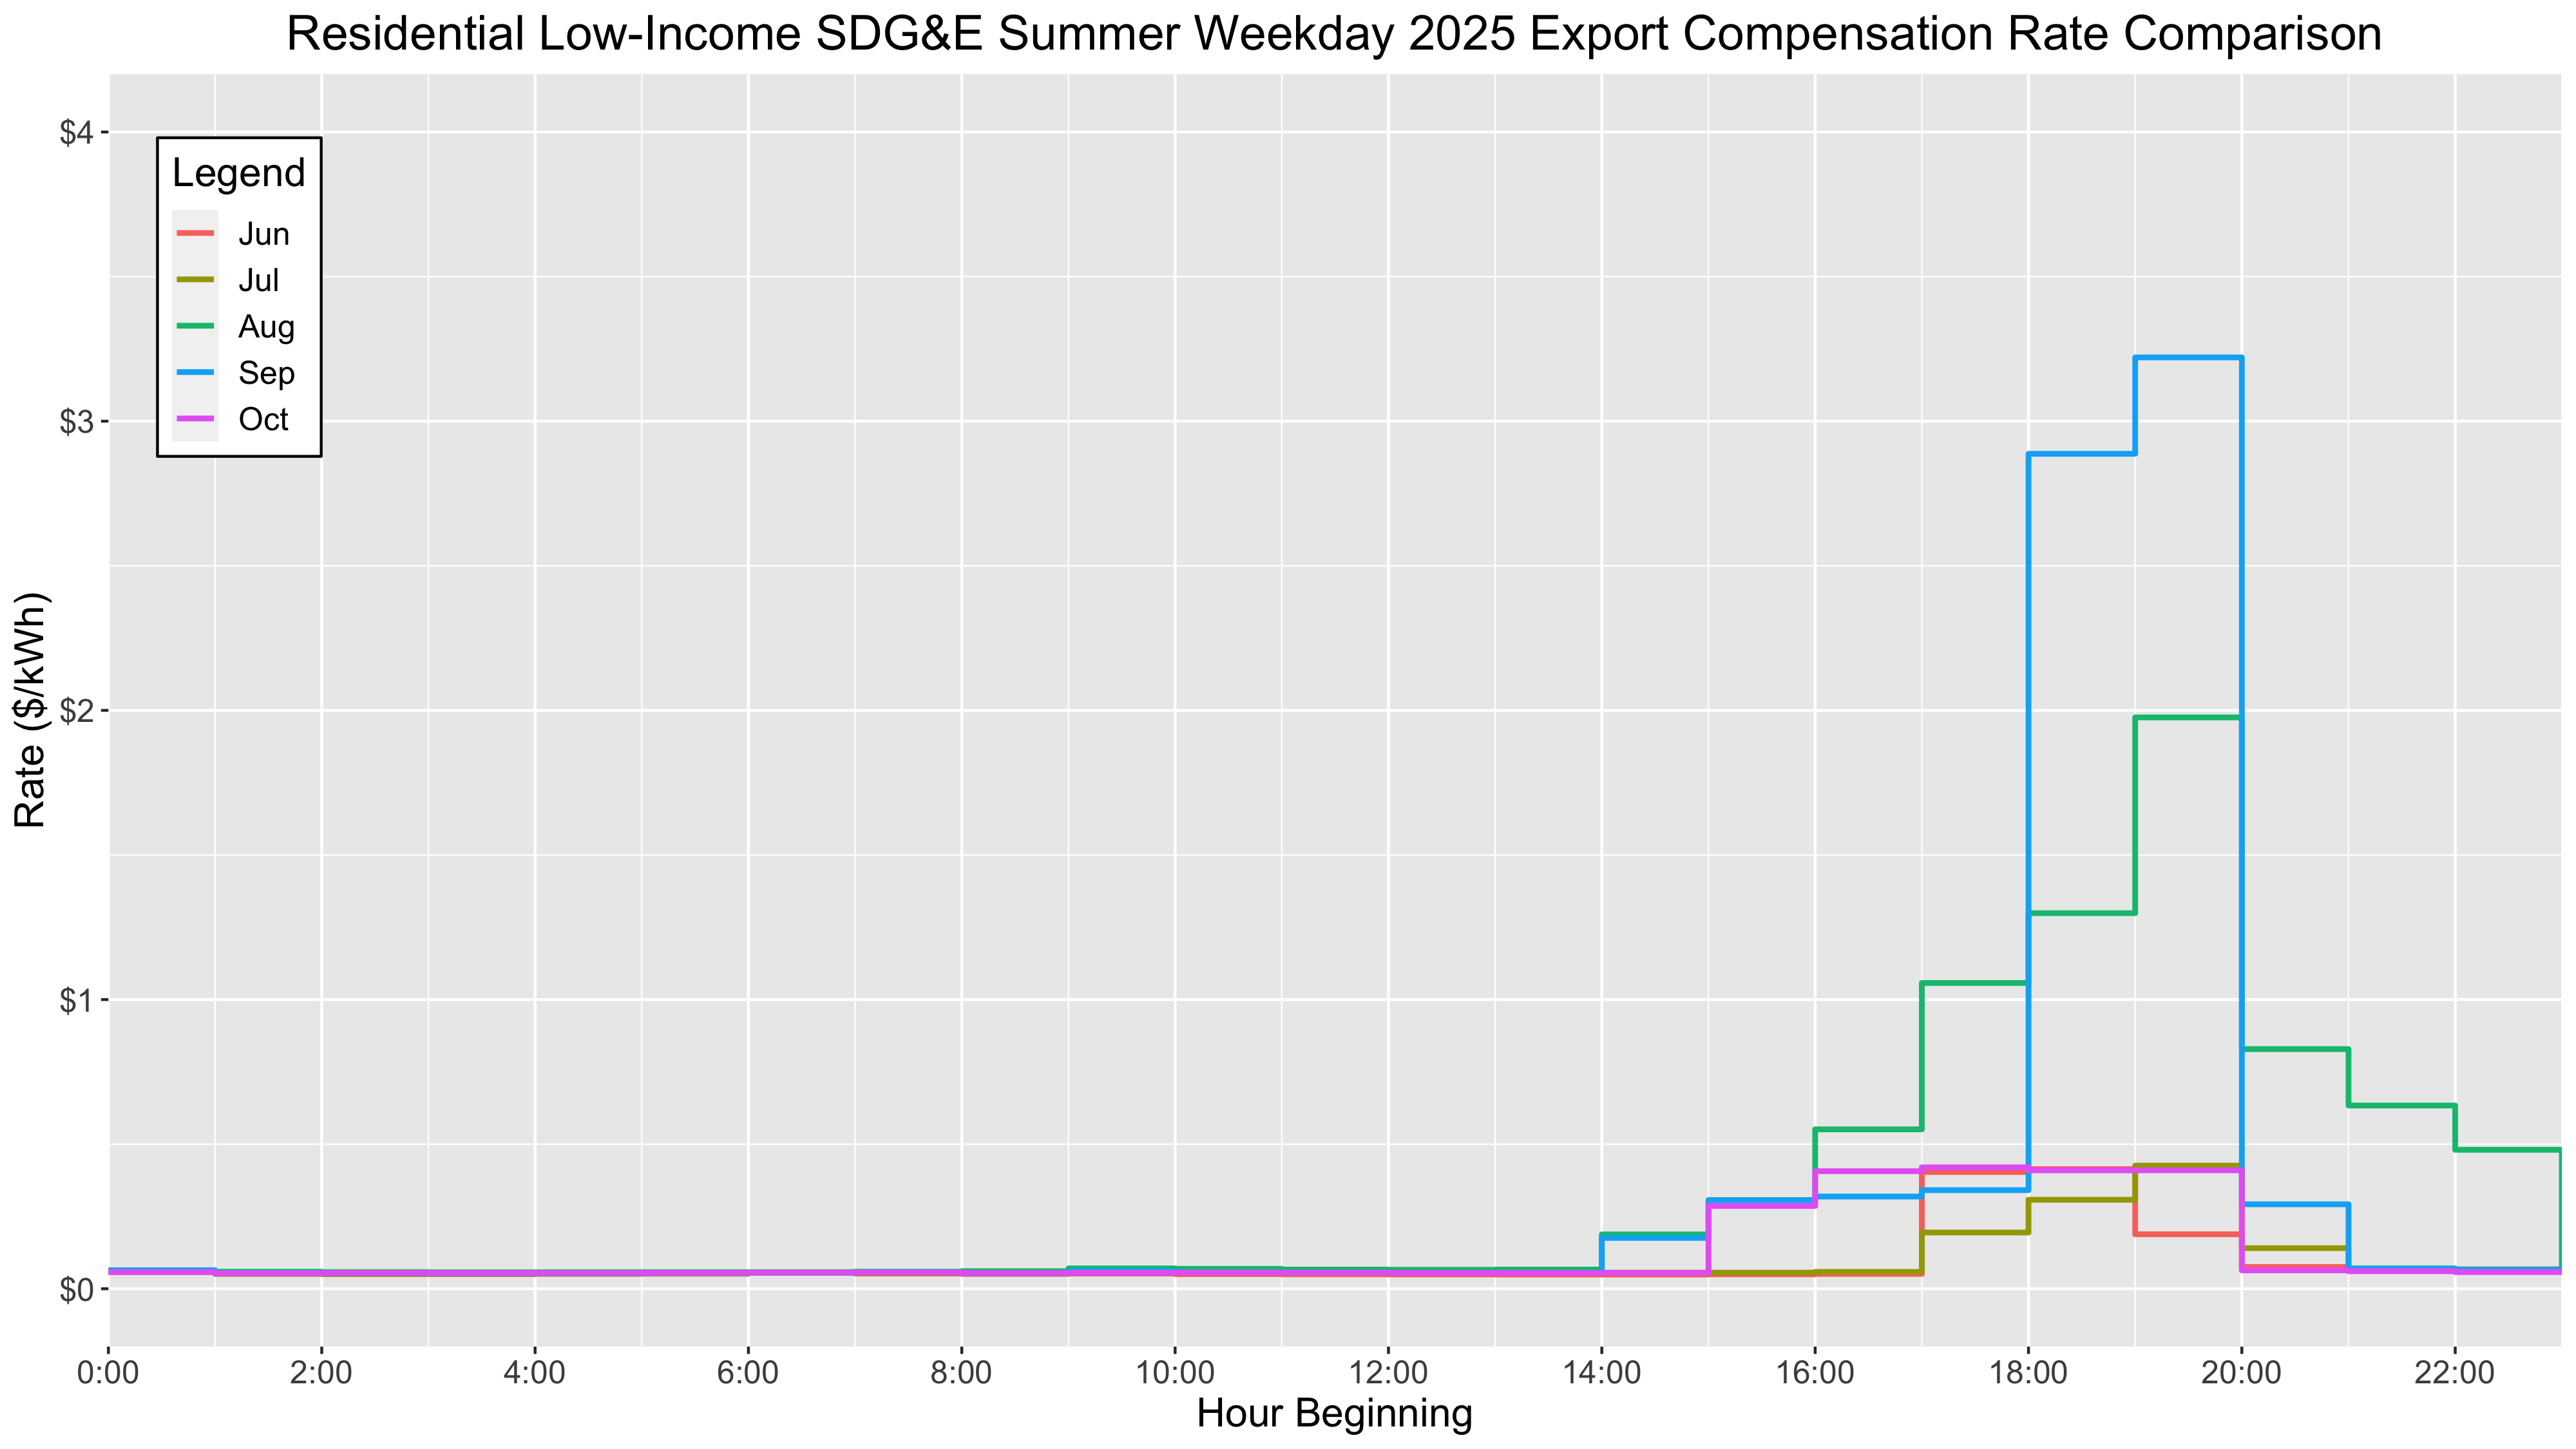 Residential Low-Income SDG&E Summer Weekday 2025 Export Compensation Rate Comparison
Rate ($/kWh)
$4
$3
$2
$1
$0
Legend
Jun
Jul
Aug
Sep
Oct
0:00 2:00 4:00 6:00 8:00 10:00 12:00 14:00 16:00 18:00 20:00 22:00
Hour Beginning